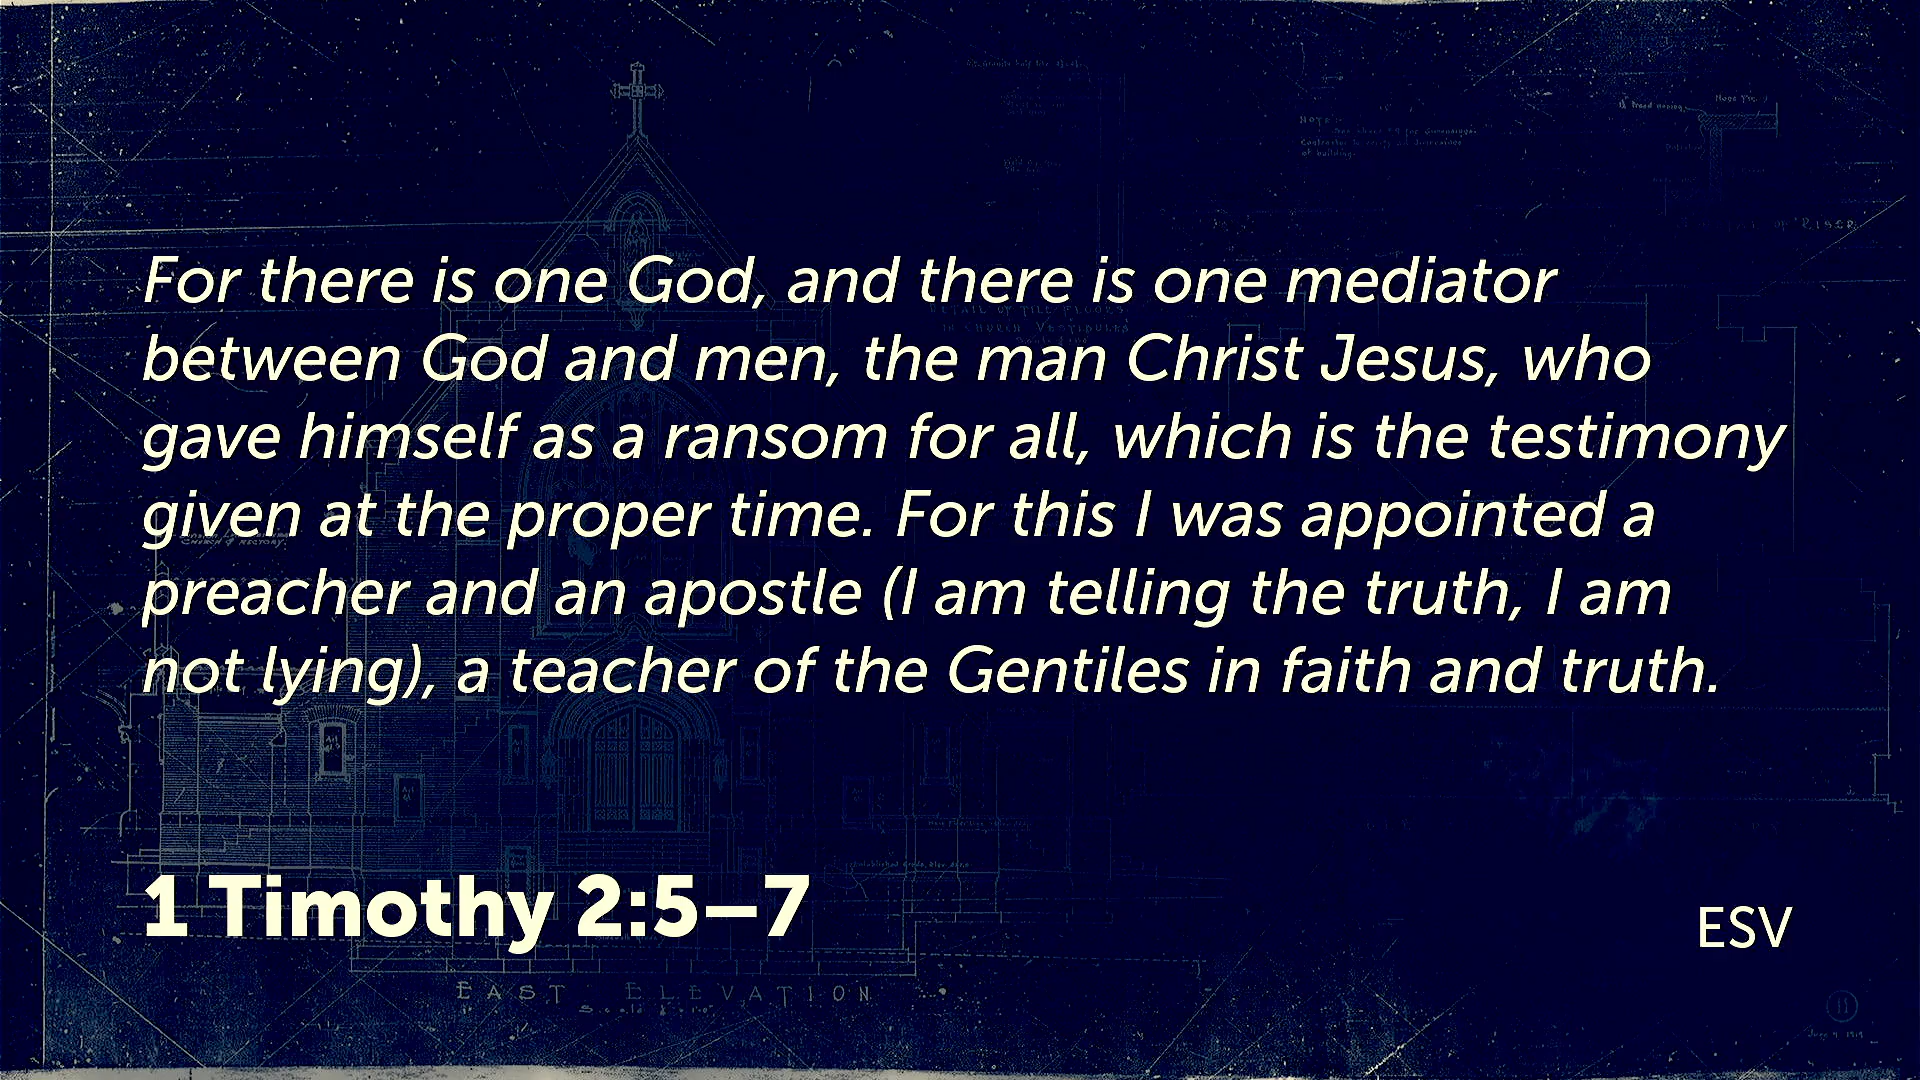 For there is one God, and there is one mediator
between God and men, the man Christ Jesus, who
gave himself as a ransom for all, which is the testimony
given at the proper time. For this I was appointed a
preacher and an apostle (I am telling the truth, I am
not lying), a teacher of the Gentiles in faith and truth.
1 Timothy 2:5–7
ESV
EAST ELEVATION